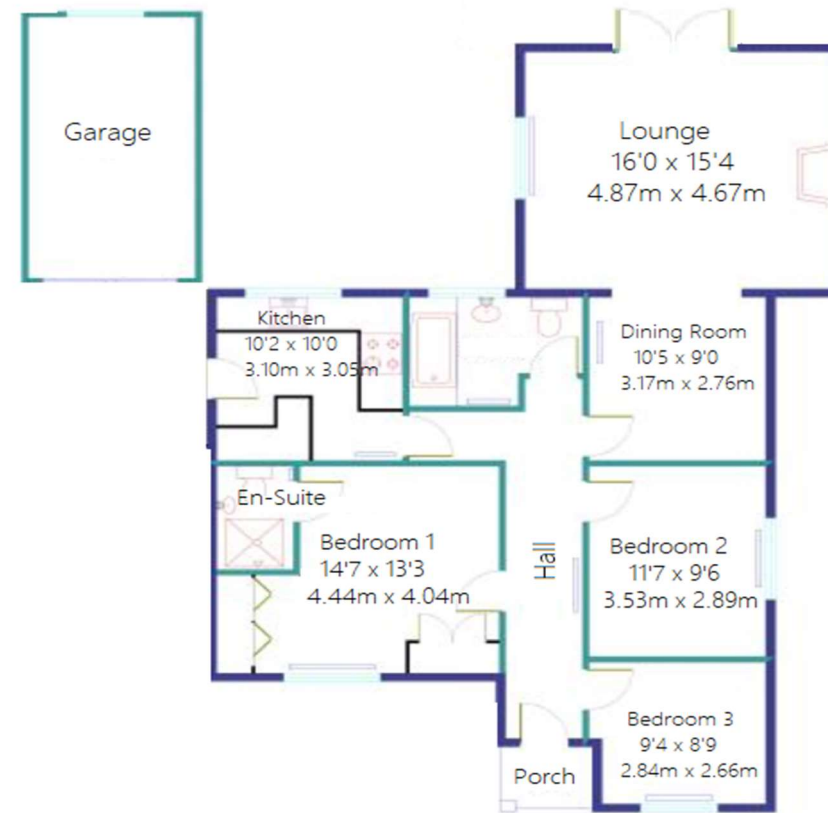 Garage
Lounge
16'0 x 15'4
4.87m x 4.67m
Kitchen
10'2 x 10'0
3.10m x 3.05m
Dining Room
10'5 x 9'0
3.17m x 2.76m
En-Suite
Bedroom 1
14'7 x 13'3
4.44m x 4.04m
Hall
Bedroom 2
11'7 x 9'6
3.53m x 2.89m
Bedroom 3
9'4 x 8'9
2.84m x 2.66m
Porch